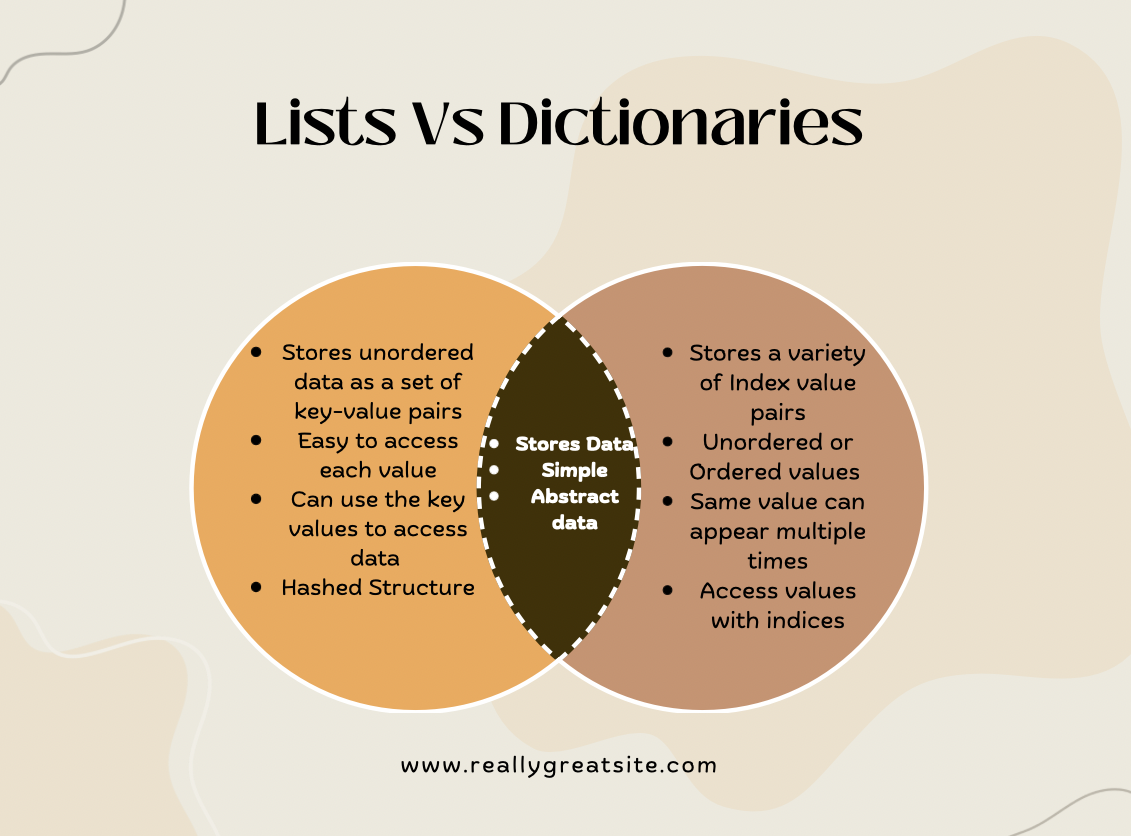 Lists Vs Dictionaries
• Stores unordered
data as a set of
key-value pairs
• Easy to access
each value
• Can use the key
values to access
data
• Hashed Structure
• Stores Data
• Simple
• Abstract
data
• Stores a variety
of Index value
pairs
• Unordered or
Ordered values
• Same value can
appear multiple
times
• Access values
with indices
www.reallygreatsite.com